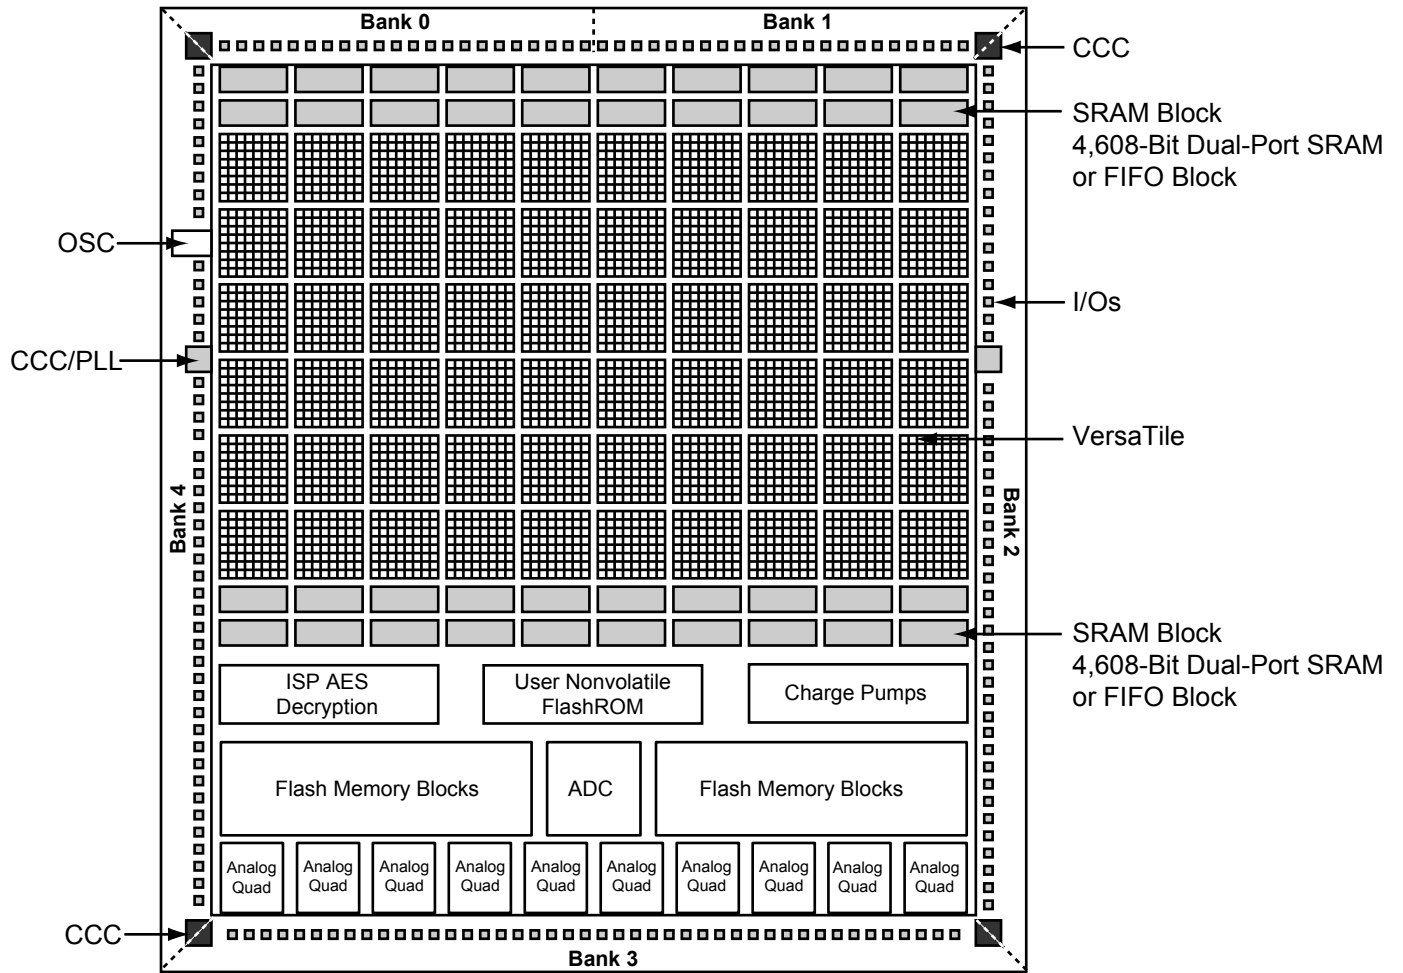 Bank 0
Bank 1
CCC
SRAM Block
4,608-Bit Dual-Port SRAM
or FIFO Block
OSC
I/Os
CCC/PLL
VersaTile
Bank 4
Bank 2
SRAM Block
4,608-Bit Dual-Port SRAM
or FIFO Block
ISP AES
Decryption
User Nonvolatile
FlashROM
Charge Pumps
Flash Memory Blocks
ADC
Flash Memory Blocks
Analog
Quad
Analog
Quad
Analog
Quad
Analog
Quad
Analog
Quad
Analog
Quad
Analog
Quad
Analog
Quad
Analog
Quad
Analog
Quad
CCC
Bank 3